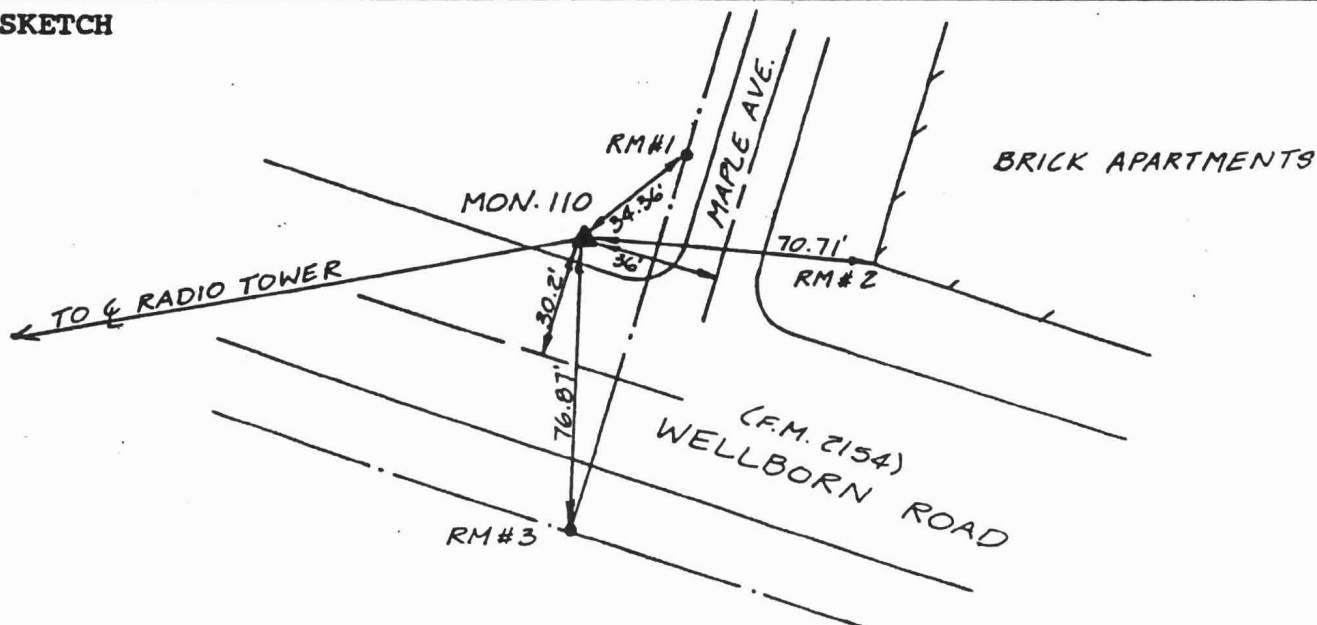 SKETCH
MAPLE AVE.
RM#1
BRICK APARTMENTS
MON. 110
34.36'
70.71'
RM#2
36'
TO ℄ RADIO TOWER
30.2'
76.87'
(F.M. 2154)
WELLBORN ROAD
RM#3